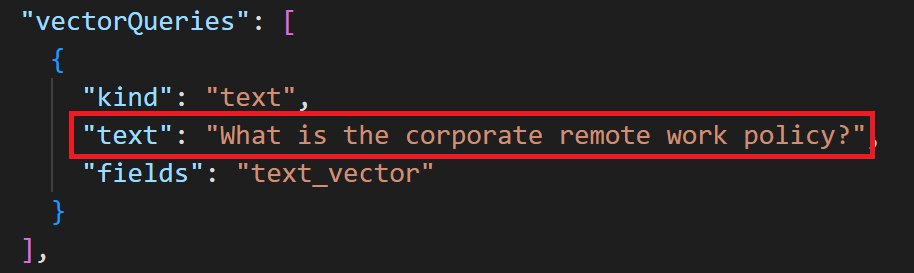 "vectorQueries": [
{
"kind": "text",
"text": "What is the corporate remote work policy?",
"fields": "text_vector"
}
],